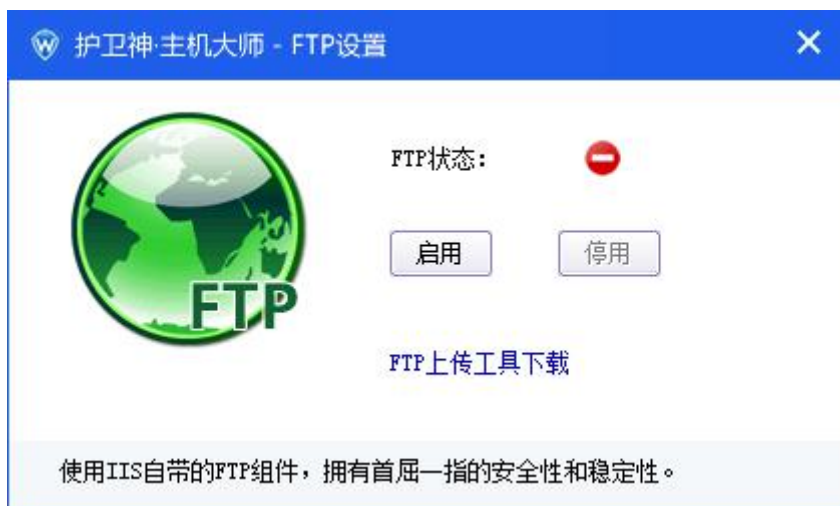 护卫神·主机大师 - FTP设置
FTP状态：
启用
停用
FTP
FTP上传工具下载
使用IIS自带的FTP组件，拥有首屈一指的安全性和稳定性。